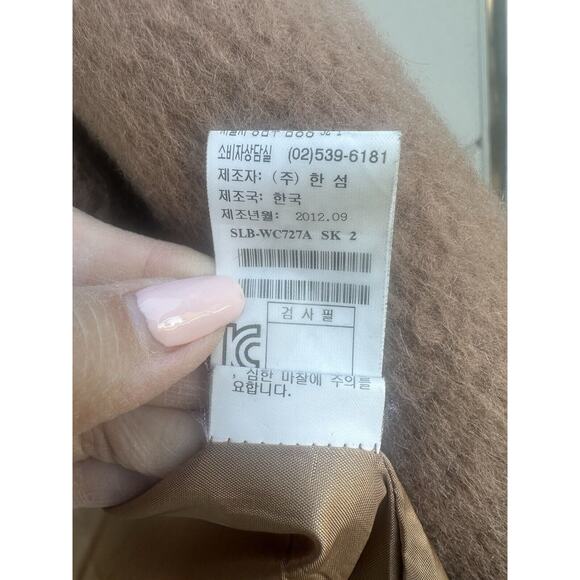 소비자상담실 (02)539-6181
제조자: (주) 한 섬
제조국: 한국
제조년월: 2012.09
SLB-WC727A SK 2
검 사 필
KC
, 심한 마찰에 주의를
요합니다.